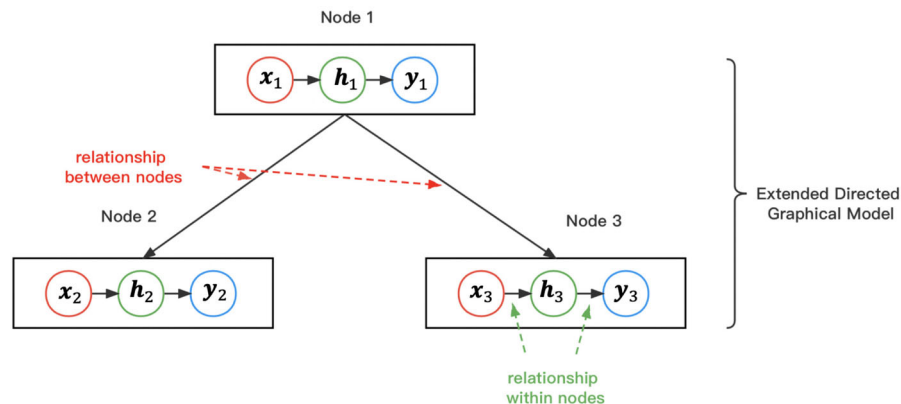 Node 1
x₁ h₁ y₁
relationship
between nodes
Extended Directed
Graphical Model
Node 2
Node 3
x₂ h₂ y₂
x₃ h₃ y₃
relationship
within nodes